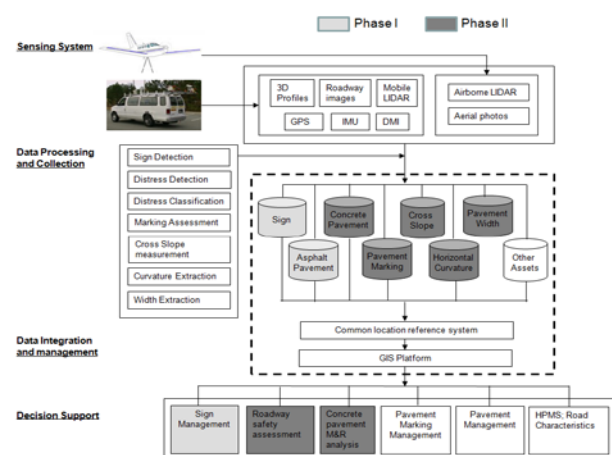 Phase I
Phase II
Sensing System
3D
Profiles
Roadway
images
Mobile
LIDAR
GPS
IMU
DMI
Airborne LIDAR
Aerial photos
Data Processing
and Collection
Sign Detection
Distress Detection
Distress Classification
Marking Assessment
Cross Slope
measurement
Curvature Extraction
Width Extraction
Sign
Concrete
Pavement
Cross
Slope
Pavement
Width
Asphalt
Pavement
Pavement
Marking
Horizontal
Curvature
Other
Assets
Data Integration
and management
Common location reference system
GIS Platform
Decision Support
Sign
Management
Roadway
safety
assessment
Concrete
pavement
M&R
analysis
Pavement
Marking
Management
Pavement
Management
HPMS; Road
Characteristics